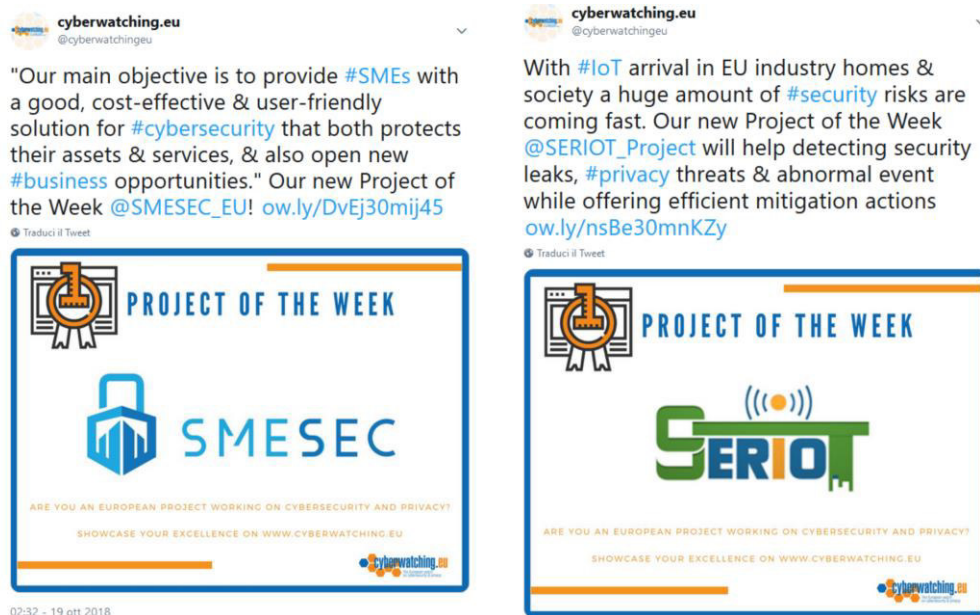 cyberwatching.eu
@cyberwatchingeu
"Our main objective is to provide #SMEs with
a good, cost-effective & user-friendly
solution for #cybersecurity that both protects
their assets & services, & also open new
#business opportunities." Our new Project of
the Week @SMESEC_EU! ow.ly/DvEj30mij45
Traduci il Tweet
PROJECT OF THE WEEK
SMESEC
ARE YOU AN EUROPEAN PROJECT WORKING ON CYBERSECURITY AND PRIVACY?
SHOWCASE YOUR EXCELLENCE ON WWW.CYBERWATCHING.EU
cyberwatching.eu
02:32 - 19 ott 2018
cyberwatching.eu
@cyberwatchingeu
With #IoT arrival in EU industry homes &
society a huge amount of #security risks are
coming fast. Our new Project of the Week
@SERIOT_Project will help detecting security
leaks, #privacy threats & abnormal event
while offering efficient mitigation actions
ow.ly/nsBe30mnKZy
Traduci il Tweet
PROJECT OF THE WEEK
SERIOT
ARE YOU AN EUROPEAN PROJECT WORKING ON CYBERSECURITY AND PRIVACY?
SHOWCASE YOUR EXCELLENCE ON WWW.CYBERWATCHING.EU
cyberwatching.eu